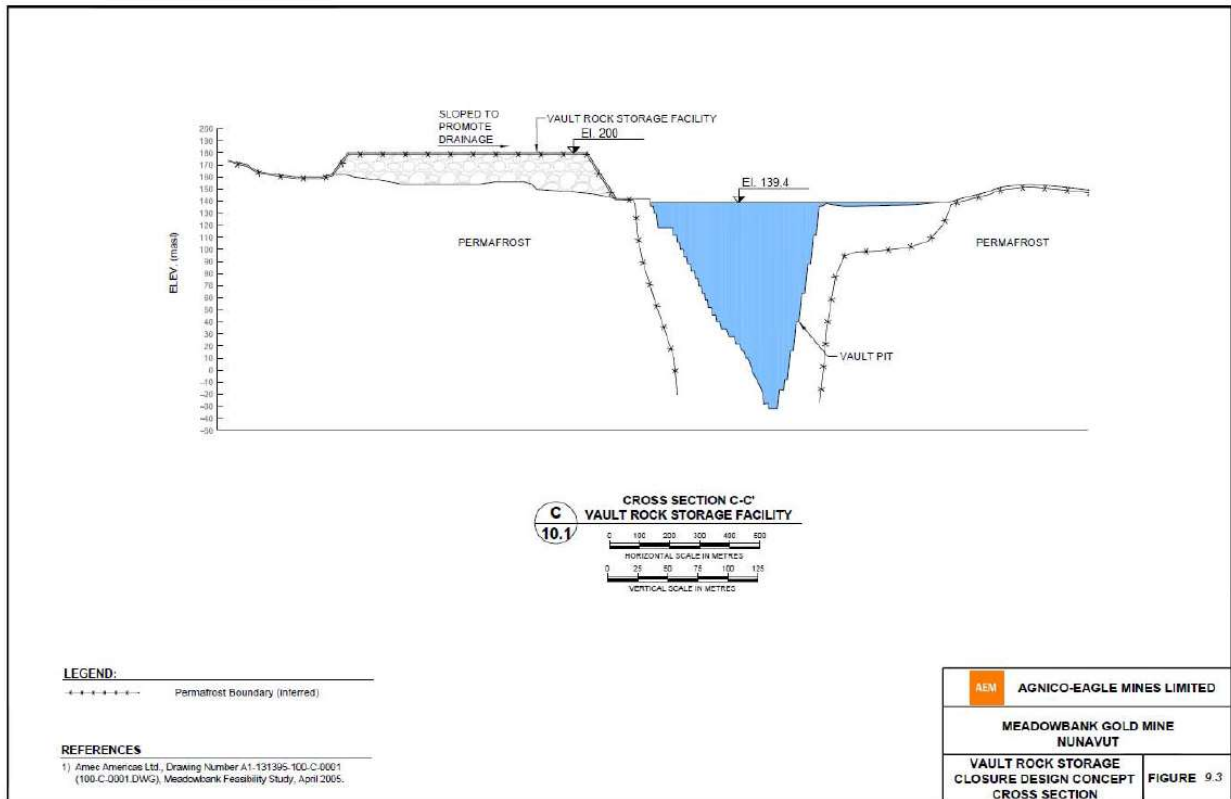 SLOPED TO
PROMOTE
DRAINAGE
VAULT ROCK STORAGE FACILITY
El. 200
El. 139.4
200
190
180
170
160
150
140
130
120
110
100
90
80
70
60
50
40
30
20
10
0
-10
-20
-30
-40
-50
ELEV. (masl)
PERMAFROST
PERMAFROST
VAULT PIT
C
10.1
CROSS SECTION C-C'
VAULT ROCK STORAGE FACILITY
0 100 200 300 400 500
HORIZONTAL SCALE IN METRES
0 25 50 75 100 125
VERTICAL SCALE IN METRES
LEGEND:
Permafrost Boundary (inferred)
REFERENCES
1) Amec Americas Ltd., Drawing Number A1-131395-100-C-0001
(100-C-0001.DWG), Meadowbank Feasibility Study, April 2005.
AEM AGNICO-EAGLE MINES LIMITED
MEADOWBANK GOLD MINE
NUNAVUT
VAULT ROCK STORAGE
CLOSURE DESIGN CONCEPT
CROSS SECTION
FIGURE 9.3